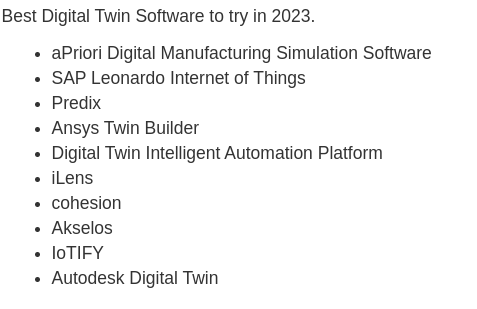 Best Digital Twin Software to try in 2023.
• aPriori Digital Manufacturing Simulation Software
• SAP Leonardo Internet of Things
• Predix
• Ansys Twin Builder
• Digital Twin Intelligent Automation Platform
• iLens
• cohesion
• Akselos
• IoTIFY
• Autodesk Digital Twin